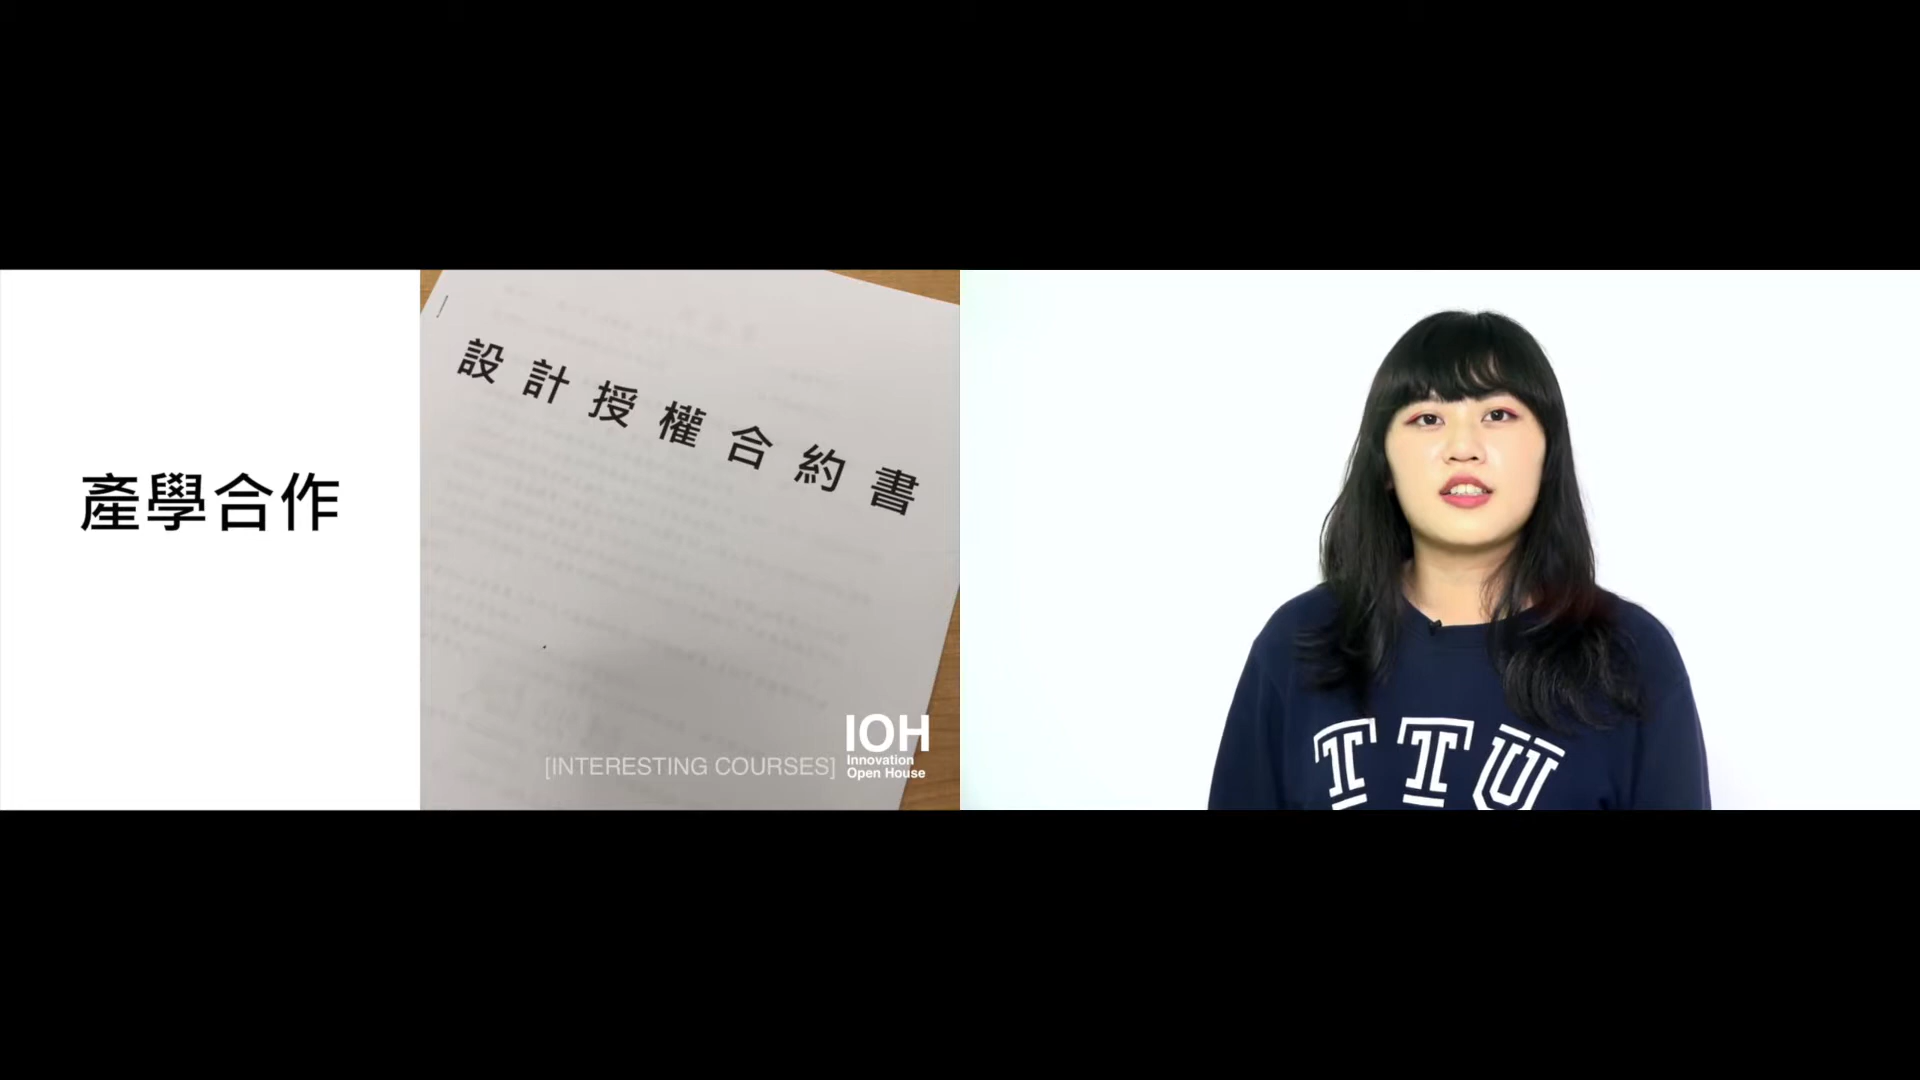 產學合作
設計授權合約書
[INTERESTING COURSES]
IOH
Innovation
Open House
TTU